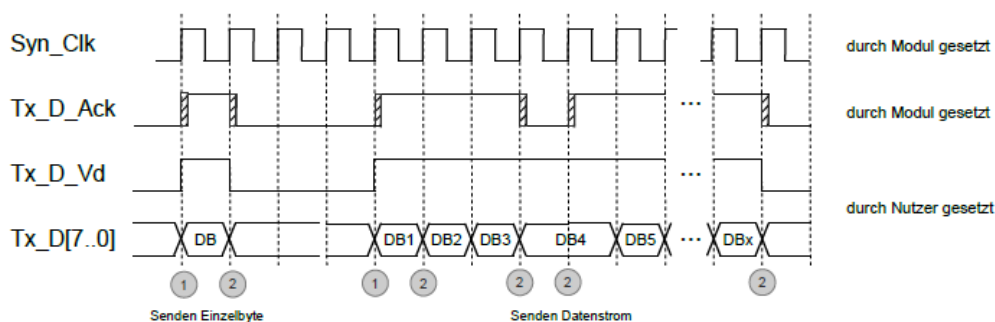 Syn_Clk
durch Modul gesetzt
Tx_D_Ack
...
durch Modul gesetzt
Tx_D_Vd
...
durch Nutzer gesetzt
Tx_D[7..0]
DB DB1 DB2 DB3 DB4 DB5 ... DBx
1 2 1 2 2 2 2
Senden Einzelbyte Senden Datenstrom